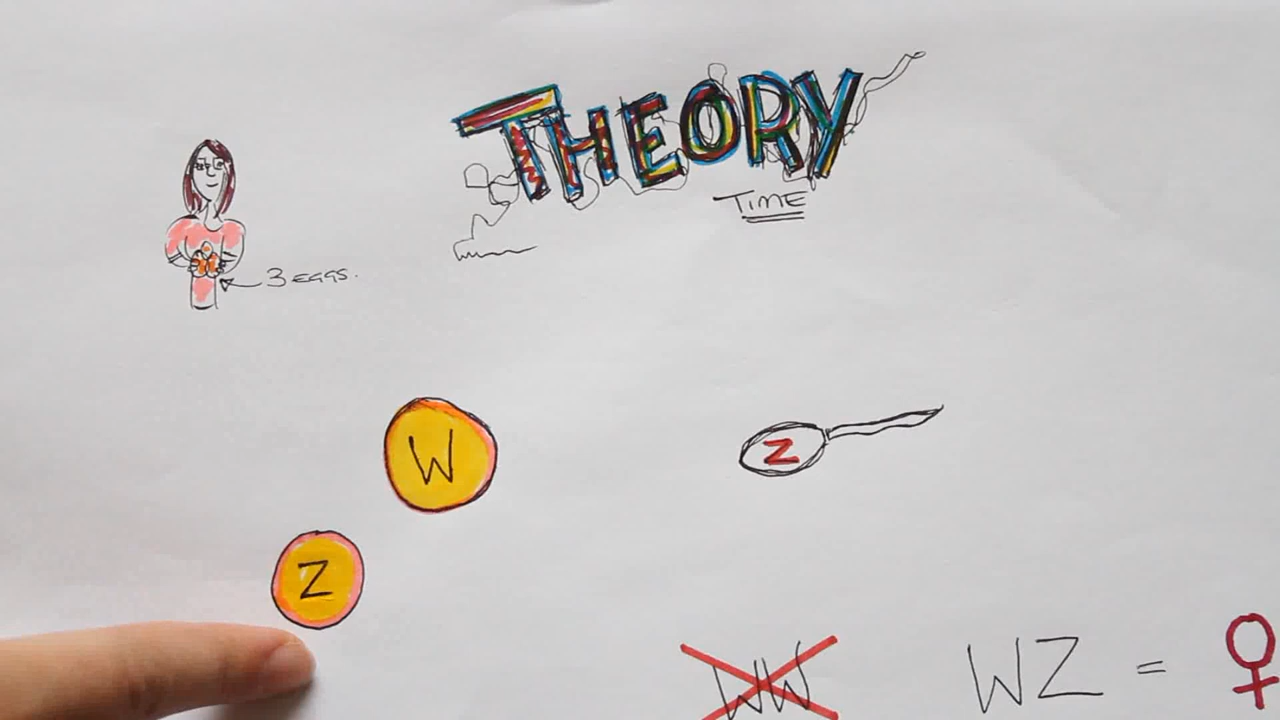 THEORY
TIME
3 EGGS.
W
Z
Z
WW
WZ = ♀